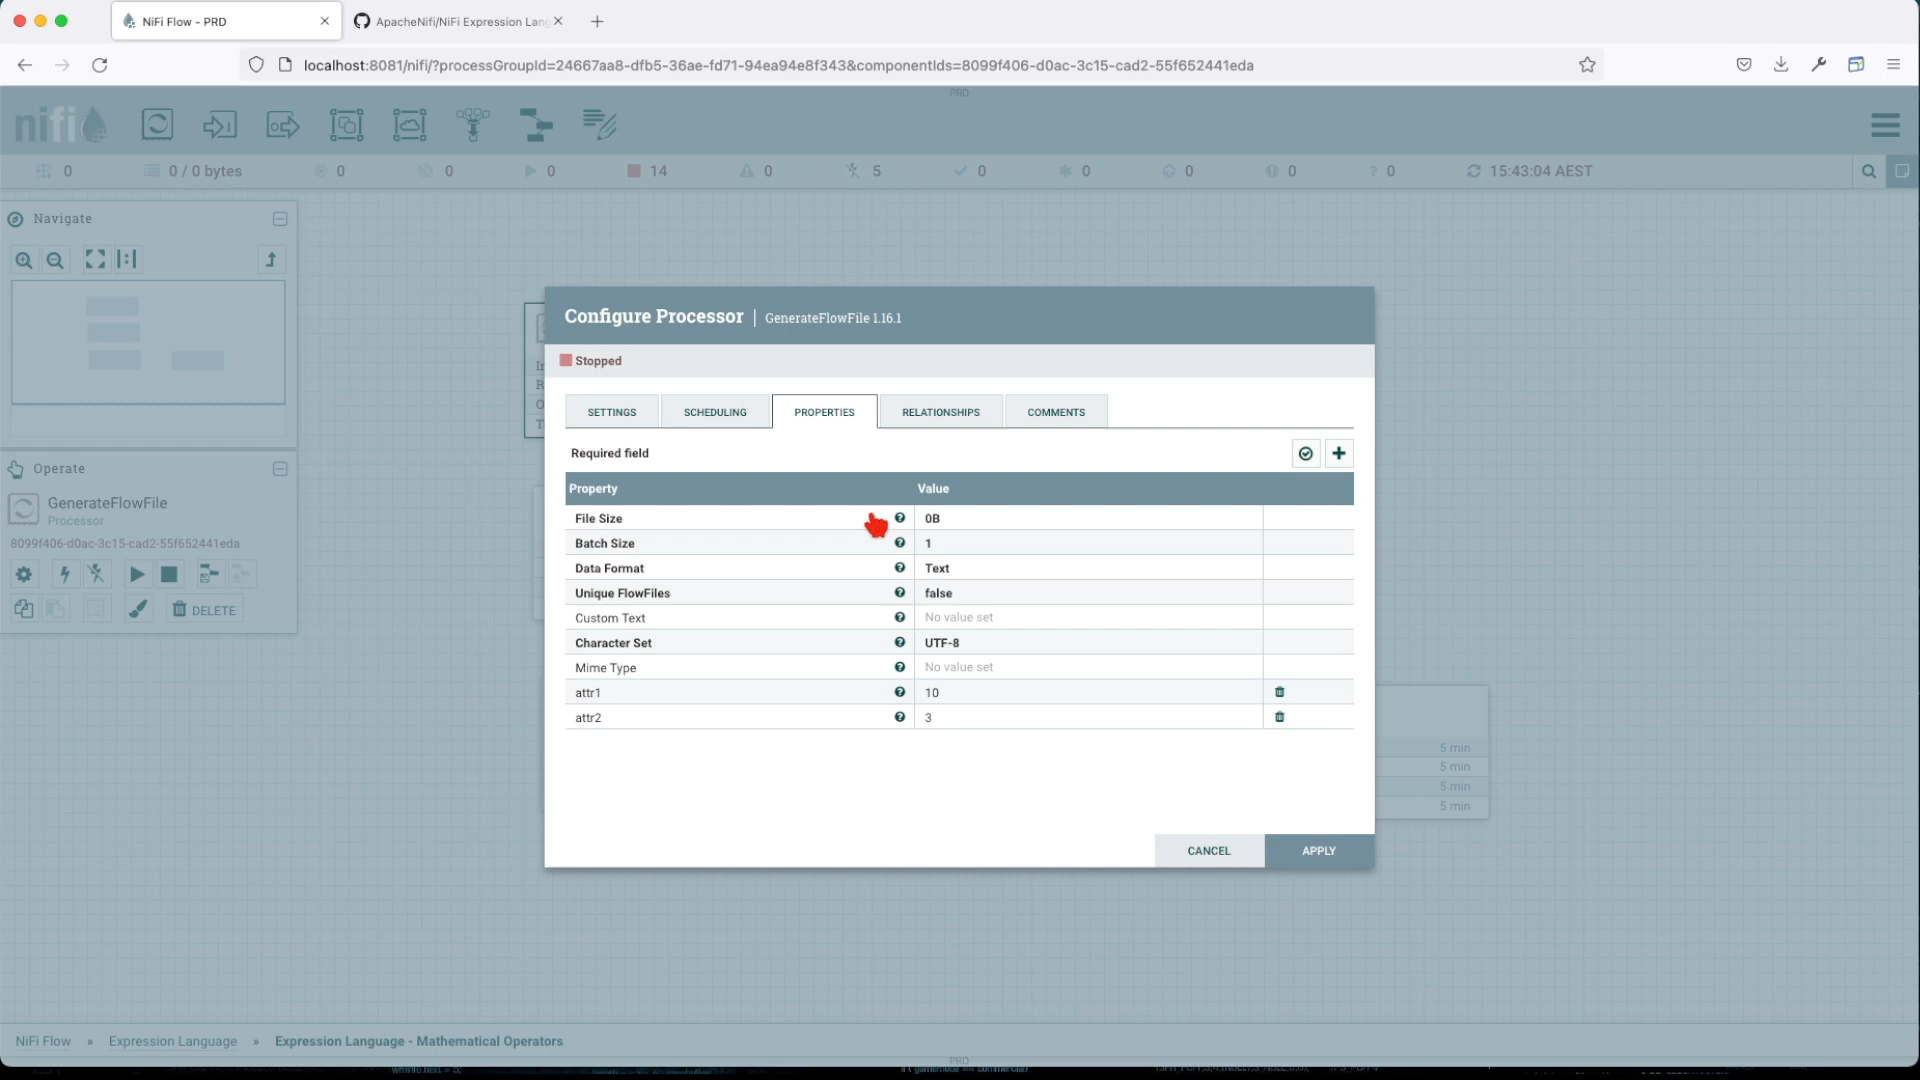 NiFi Flow - PRD
ApacheNifi/NiFi Expression Lang
localhost:8081/nifi/?processGroupId=24667aa8-dfb5-36ae-fd71-94ea94e8f343&componentIds=8099f406-d0ac-3c15-cad2-55f652441eda
PRD
nifi
0
0 / 0 bytes
0
0
0
14
0
5
0
0
0
0
? 0
15:43:04 AEST
Navigate
Operate
GenerateFlowFile
Processor
8099f406-d0ac-3c15-cad2-55f652441eda
DELETE
Configure Processor | GenerateFlowFile 1.16.1
Stopped
SETTINGS
SCHEDULING
PROPERTIES
RELATIONSHIPS
COMMENTS
Required field
Property Value
File Size 0B
Batch Size 1
Data Format Text
Unique FlowFiles false
Custom Text No value set
Character Set UTF-8
Mime Type No value set
attr1 10
attr2 3
5 min
5 min
5 min
5 min
CANCEL
APPLY
NiFi Flow » Expression Language » Expression Language - Mathematical Operators
PRD